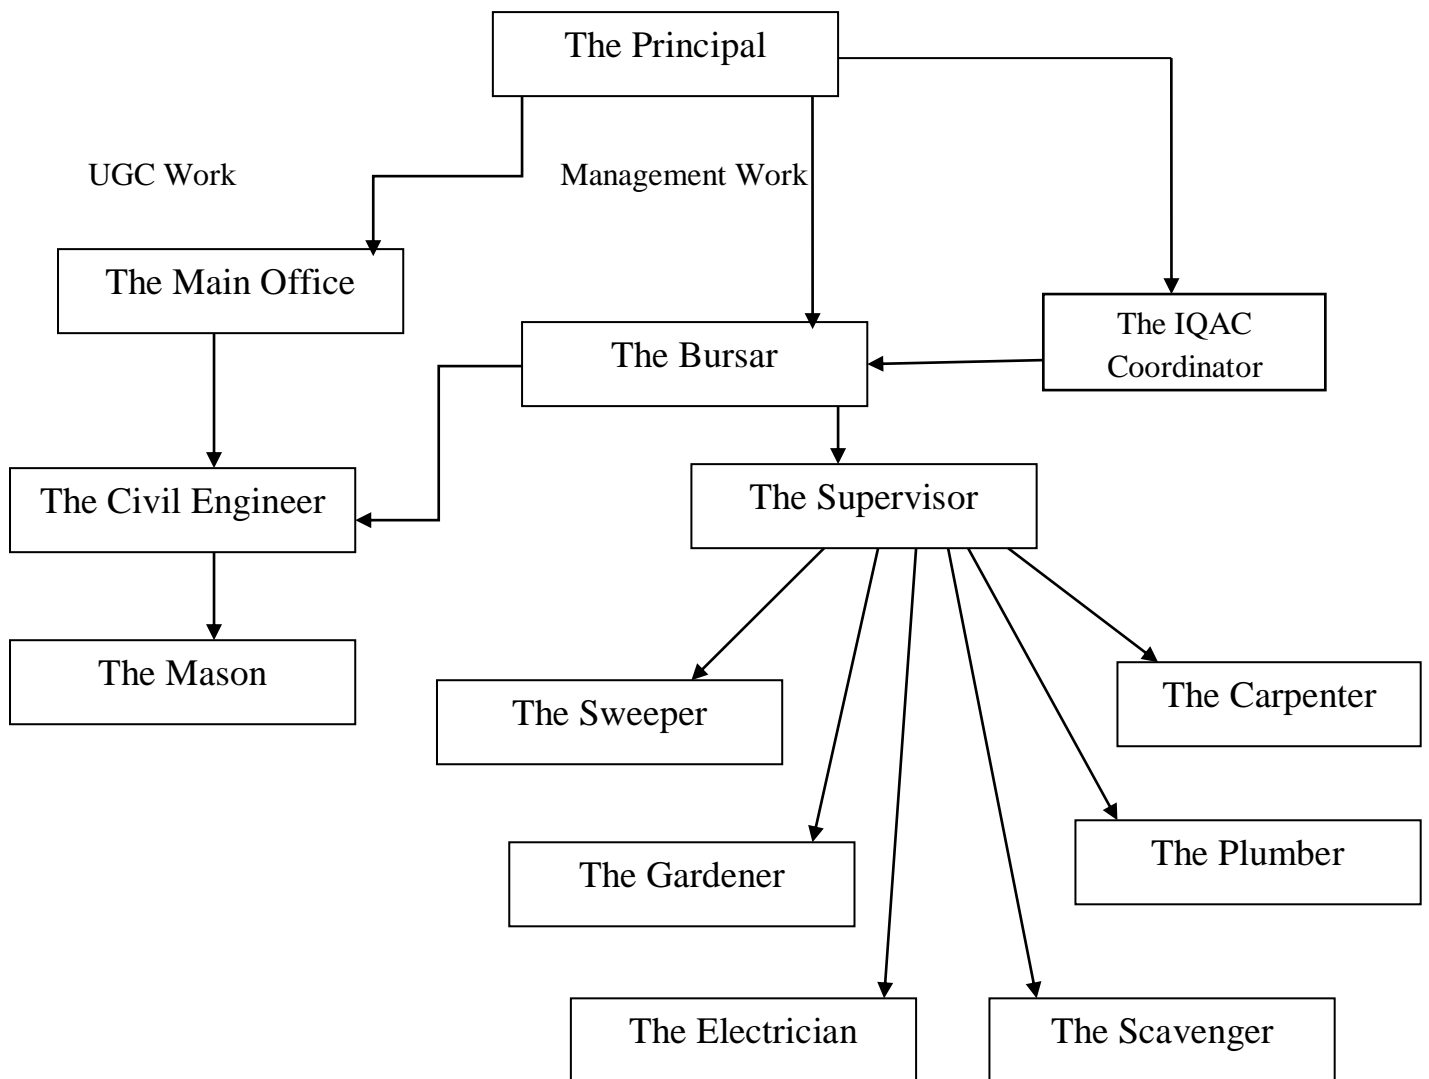 The Principal
UGC Work
Management Work
The Main Office
The IQAC
Coordinator
The Bursar
The Civil Engineer
The Supervisor
The Mason
The Sweeper
The Carpenter
The Gardener
The Plumber
The Electrician
The Scavenger